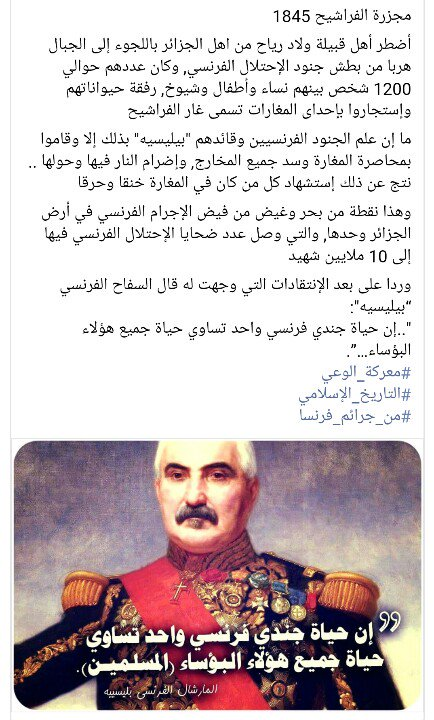 مجزرة الفراشيح 1845
أضطر أهل قبيلة ولاد رياح من اهل الجزائر باللجوء إلى الجبال
هربا من بطش جنود الإحتلال الفرنسي, وكان عددهم حوالي
1200 شخص بينهم نساء وأطفال وشيوخ, رفقة حيواناتهم
وإستجاروا بإحداى المغارات تسمى غار الفراشيح
ما إن علم الجنود الفرنسيين وقائدهم "بيليسيه" بذلك إلا وقاموا
بمحاصرة المغارة وسد جميع المخارج, وإضرام النار فيها وحولها ..
نتج عن ذلك إستشهاد كل من كان في المغارة خنقا وحرقا
وهذا نقطة من بحر وغيض من فيض الإجرام الفرنسي في أرض
الجزائر وحدها, والتي وصل عدد ضحايا الإحتلال الفرنسي فيها
إلى 10 ملايين شهيد
وردا على بعد الإنتقادات التي وجهت له قال السفاح الفرنسي
“بيليسيه":
"..إن حياة جندي فرنسي واحد تساوي حياة جميع هؤلاء
البؤساء...”.
#معركة_الوعي
#التاريخ_الإسلامي
#من_جرائم_فرنسا
إن حياة جندي فرنسي واحد تساوي
حياة جميع هؤلاء البؤساء (المسلمين).
المارشال الفرنسي بليسييه